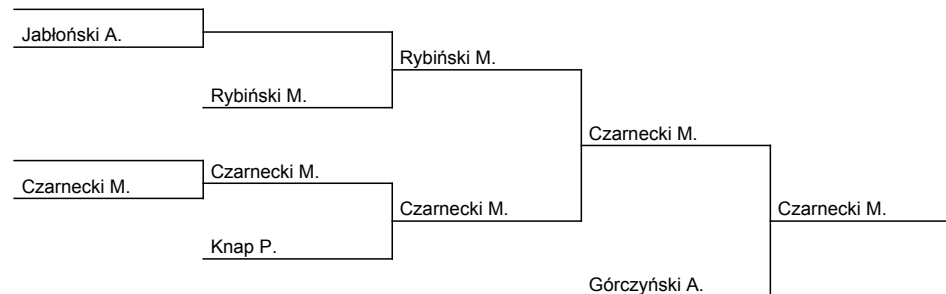 Jabłoński A.
Rybiński M.
Rybiński M.
Czarnecki M.
Czarnecki M.
Czarnecki M.
Czarnecki M.
Czarnecki M.
Knap P.
Górczyński A.